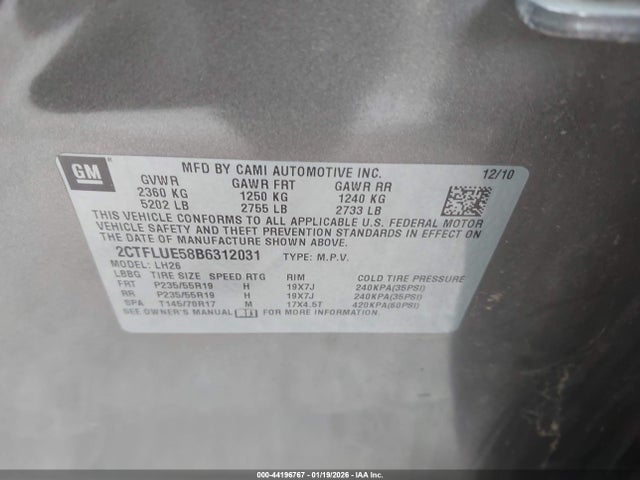 GM
MFD BY CAMI AUTOMOTIVE INC. 12/10
GVWR GAWR FRT GAWR RR
2360 KG 1250 KG 1240 KG
5202 LB 2755 LB 2733 LB
THIS VEHICLE CONFORMS TO ALL APPLICABLE U.S. FEDERAL MOTOR
VEHICLE SAFETY AND THEFT PREVENTION STANDARDS IN EFFECT ON
THE DATE OF MANUFACTURE SHOWN ABOVE.
2CTFLUE58B6312031 TYPE: M.P.V.
MODEL: LH26
LBBG TIRE SIZE SPEED RTG RIM COLD TIRE PRESSURE
FRT P235/55R19 H 19X7J 240KPA(35PSI)
RR P235/55R19 H 19X7J 240KPA(35PSI)
SPA T145/70R17 M 17X4.5T 420KPA(60PSI)
SEE OWNER'S MANUAL FOR MORE INFORMATION.
000-44196767 - 01/19/2026 - IAA Inc.